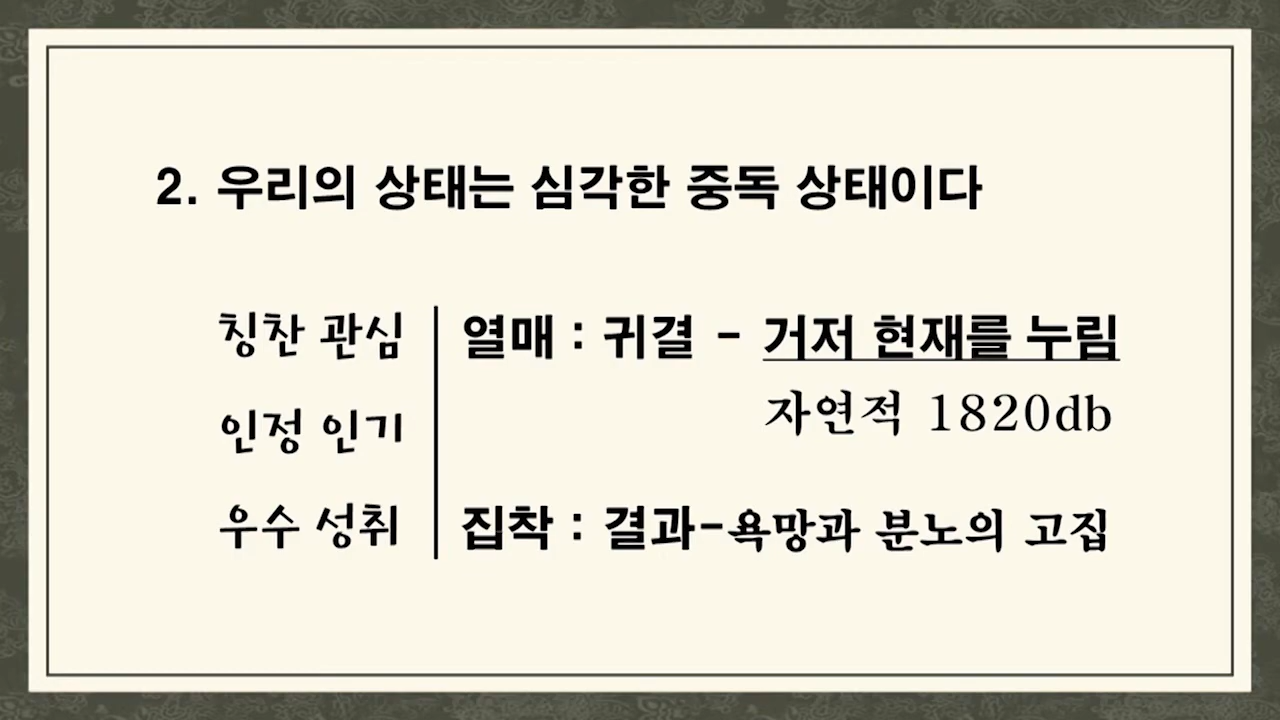 2. 우리의 상태는 심각한 중독 상태이다
칭찬 관심
인정 인기
우수 성취
열매 : 귀결 - 거저 현재를 누림
자연적 1820db
집착 : 결과-욕망과 분노의 고집